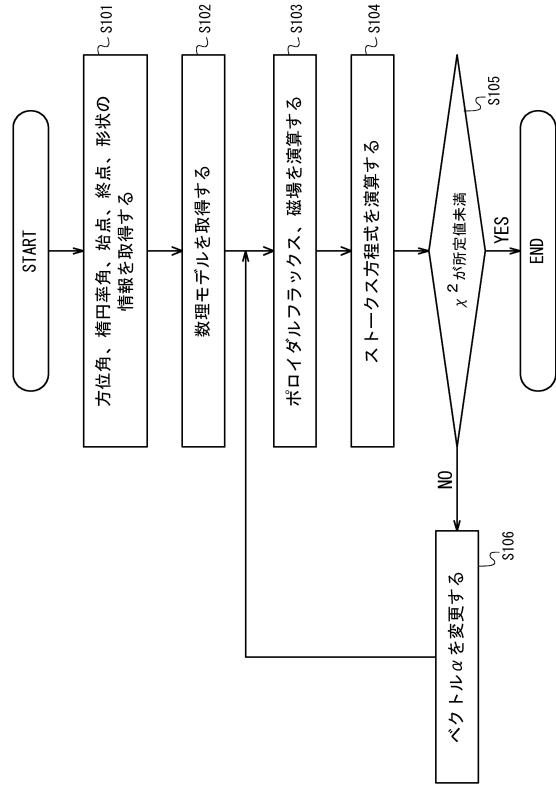 START
方位角、楕円率角、始点、終点、形状の
情報を取得する
S101
数理モデルを取得する
S102
ポロイダルフラックス、磁場を演算する
S103
ストークス方程式を演算する
S104
χ²が所定値未満
S105
YES
NO
ベクトルαを変更する
S106
END